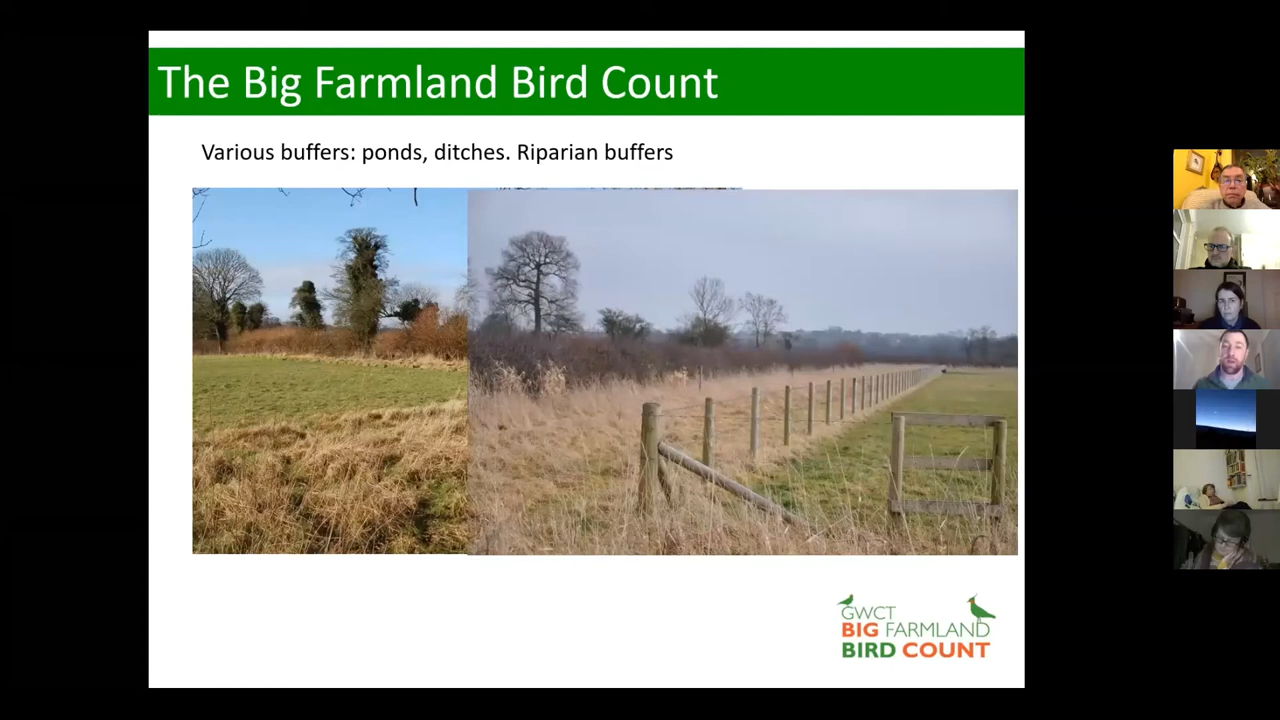 The Big Farmland Bird Count
Various buffers: ponds, ditches. Riparian buffers
GWCT
BIG FARMLAND
BIRD COUNT